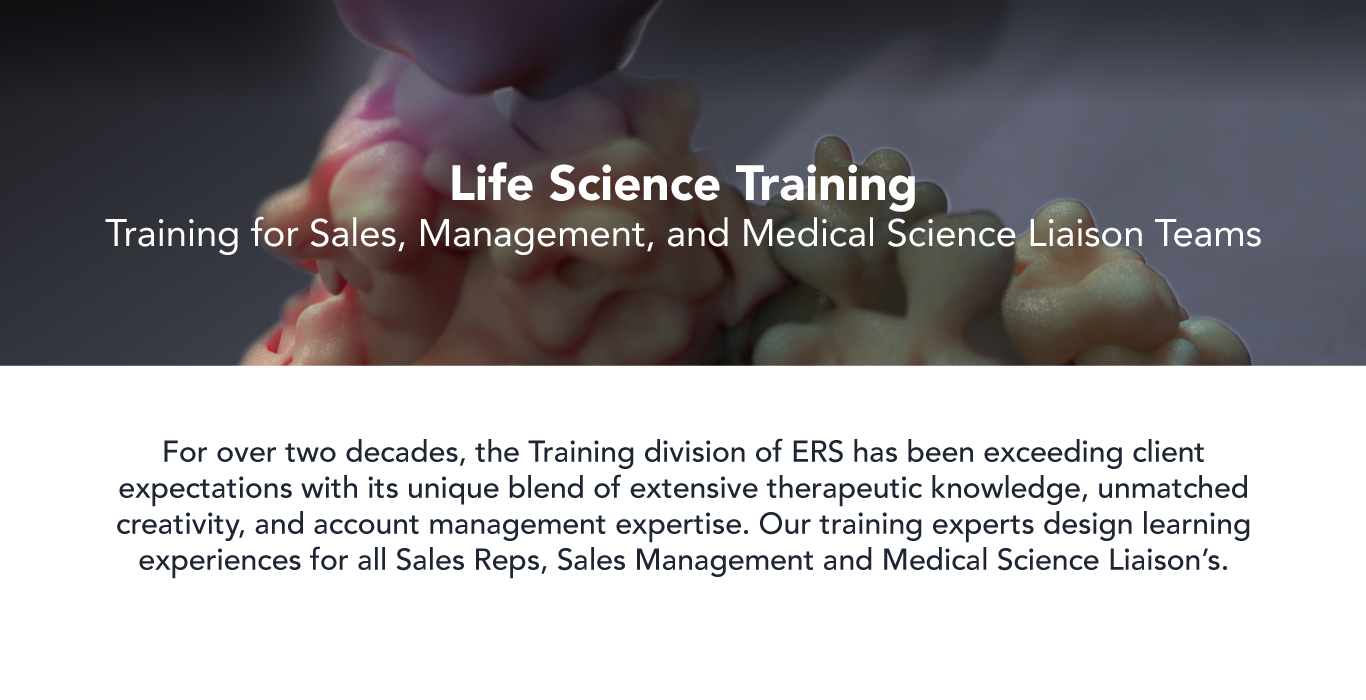 Life Science Training
Training for Sales, Management, and Medical Science Liaison Teams
For over two decades, the Training division of ERS has been exceeding client
expectations with its unique blend of extensive therapeutic knowledge, unmatched
creativity, and account management expertise. Our training experts design learning
experiences for all Sales Reps, Sales Management and Medical Science Liaison’s.